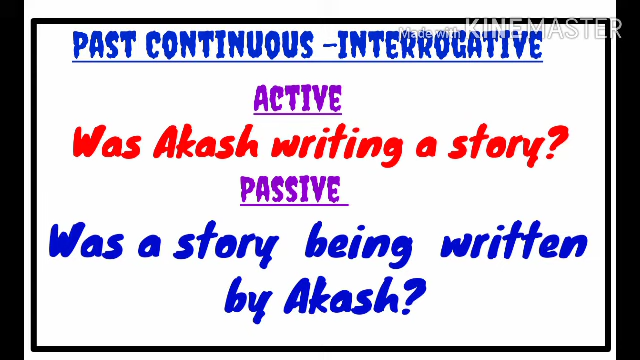 Made with KINEMASTER
PAST CONTINUOUS -INTERROGATIVE
ACTIVE
Was Akash writing a story?
PASSIVE
Was a story being written
by Akash?